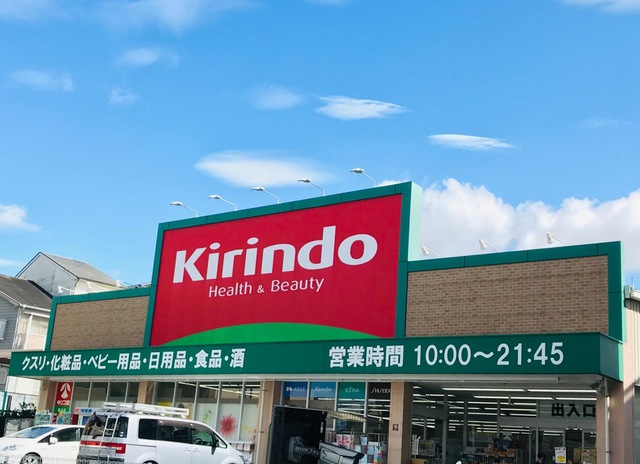 Kirindo
Health & Beauty
クスリ・化粧品・ベビー用品・日用品・食品・酒
営業時間 10:00〜21:45
出入口